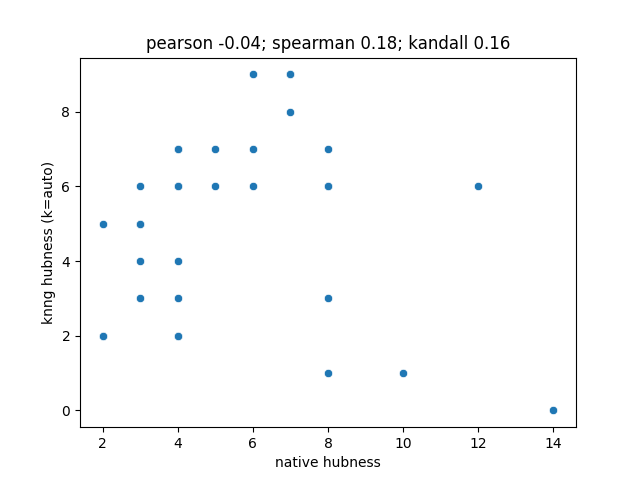 pearson -0.04; spearman 0.18; kandall 0.16
knng hubness (k=auto)
8
6
4
2
0
2 4 6 8 10 12 14
native hubness